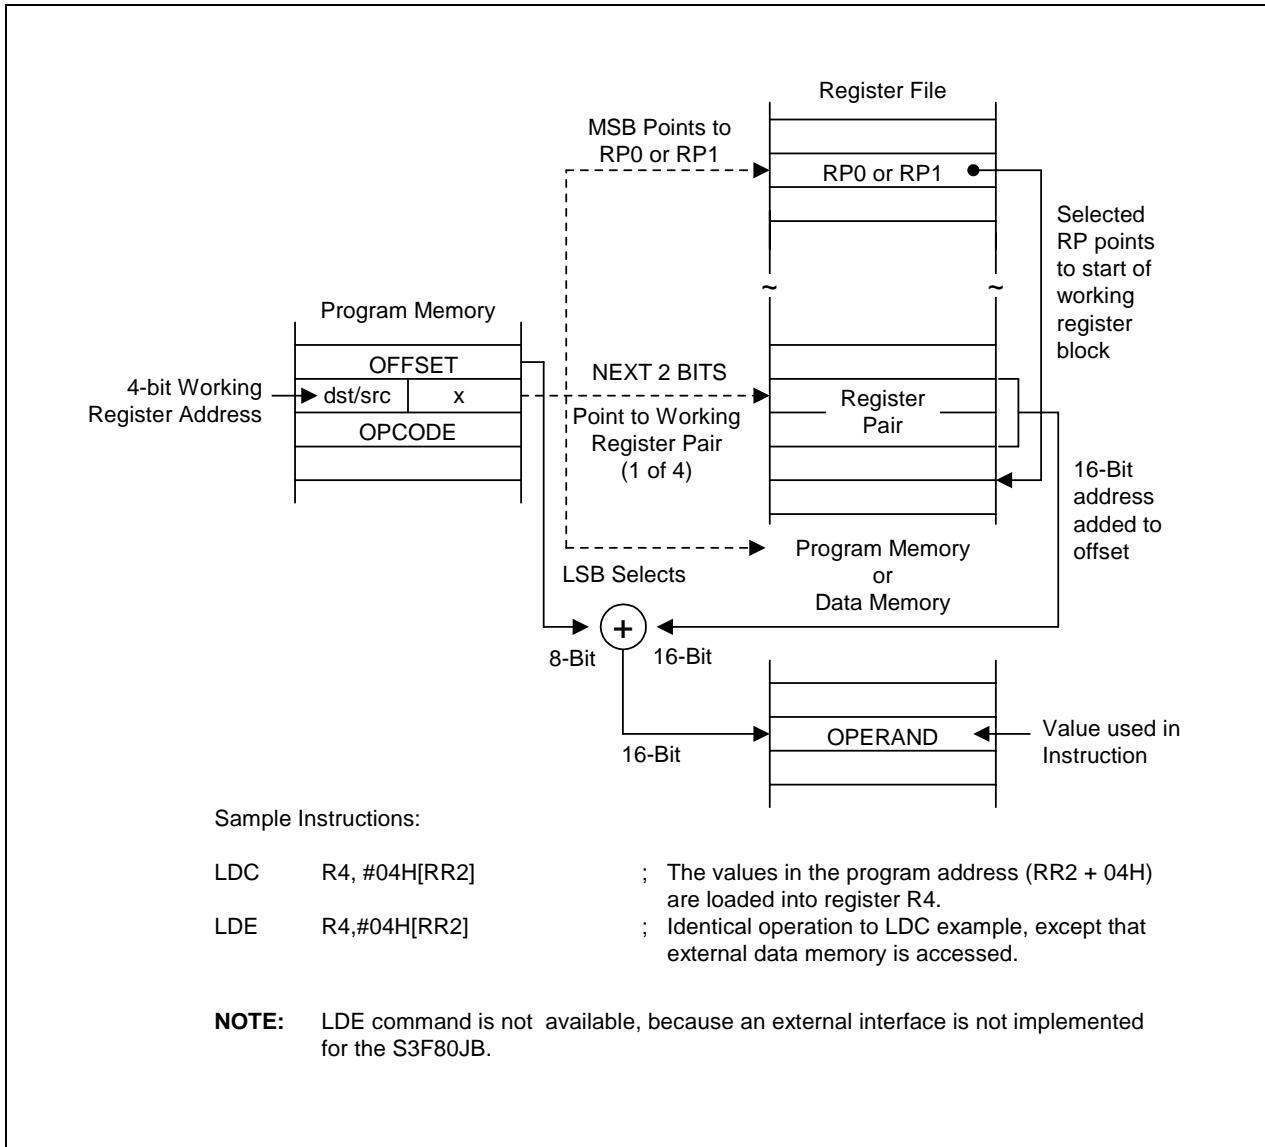 Register File
MSB Points to
RP0 or RP1
RP0 or RP1
Selected
RP points
to start of
working
register
block
~ ~
Program Memory
OFFSET
4-bit Working
Register Address
dst/src x
OPCODE
NEXT 2 BITS
Point to Working
Register Pair
(1 of 4)
Register
Pair
16-Bit
address
added to
offset
LSB Selects
Program Memory
or
Data Memory
+
8-Bit 16-Bit
16-Bit
OPERAND
Value used in
Instruction
Sample Instructions:
LDC R4, #04H[RR2] ; The values in the program address (RR2 + 04H)
are loaded into register R4.
LDE R4,#04H[RR2] ; Identical operation to LDC example, except that
external data memory is accessed.
NOTE: LDE command is not available, because an external interface is not implemented
for the S3F80JB.